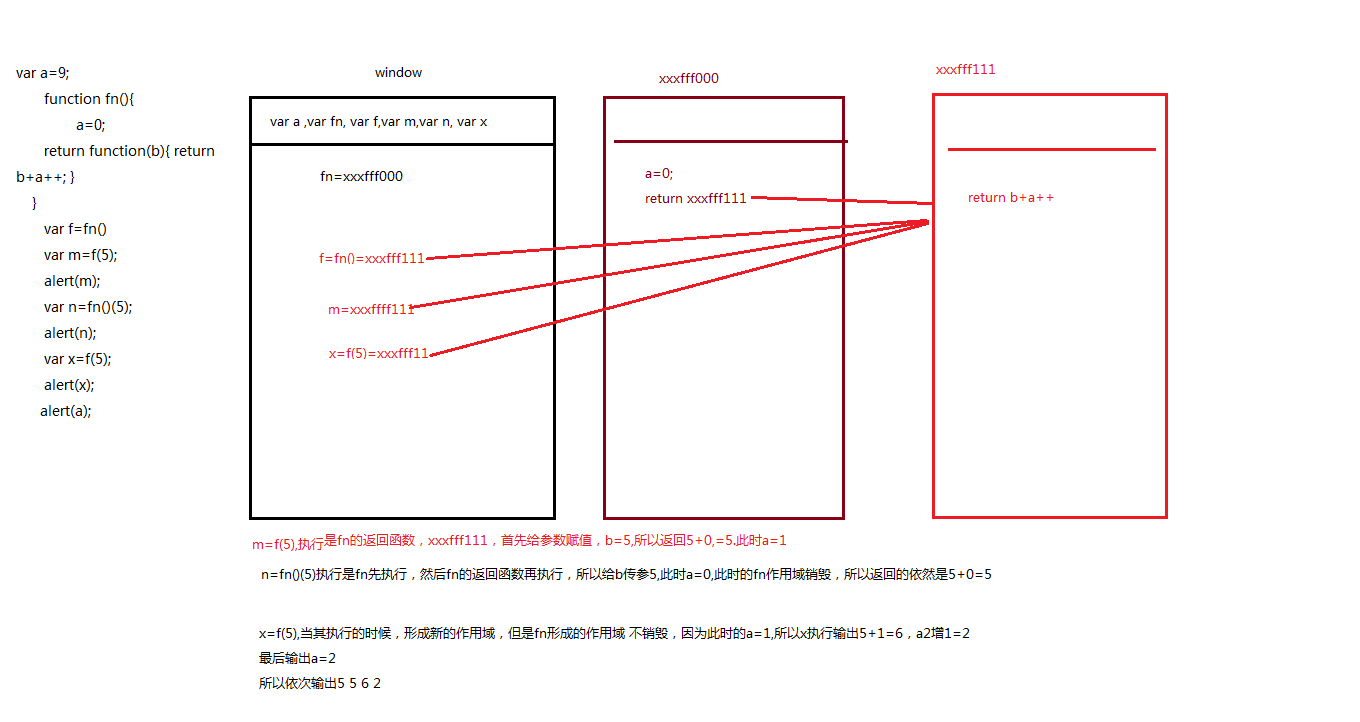 var a=9;
function fn(){
a=0;
return function(b){ return
b+a++; }
}
var f=fn()
var m=f(5);
alert(m);
var n=fn()(5);
alert(n);
var x=f(5);
alert(x);
alert(a);
window
var a ,var fn, var f,var m,var n, var x
fn=xxxfff000
f=fn()=xxxfff111
m=xxxffff111
x=f(5)=xxxfff11
xxxfff000
a=0;
return xxxfff111
xxxfff111
return b+a++
m=f(5),执行是fn的返回函数，xxxfff111，首先给参数赋值，b=5,所以返回5+0,=5.此时a=1
n=fn()(5)执行是fn先执行，然后fn的返回函数再执行，所以给b传参5,此时a=0,此时的fn作用域销毁，所以返回的依然是5+0=5
x=f(5),当其执行的时候，形成新的作用域，但是fn形成的作用域 不销毁，因为此时的a=1,所以x执行输出5+1=6，a2增1=2
最后输出a=2
所以依次输出5 5 6 2